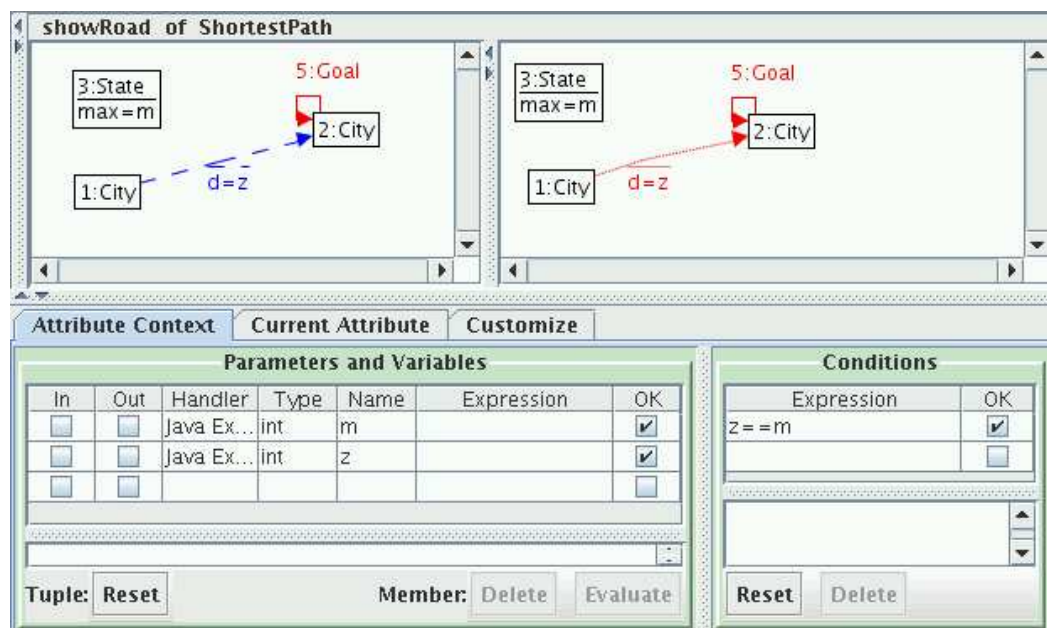 showRoad of ShortestPath
3:State
max=m
5:Goal
2:City
1:City
d=z
3:State
max=m
5:Goal
2:City
1:City
d=z
Attribute Context Current Attribute Customize
Parameters and Variables
In Out Handler Type Name Expression OK
Java Ex... int m
Java Ex... int z
Tuple: Reset Member: Delete Evaluate
Conditions
Expression OK
z==m
Reset Delete